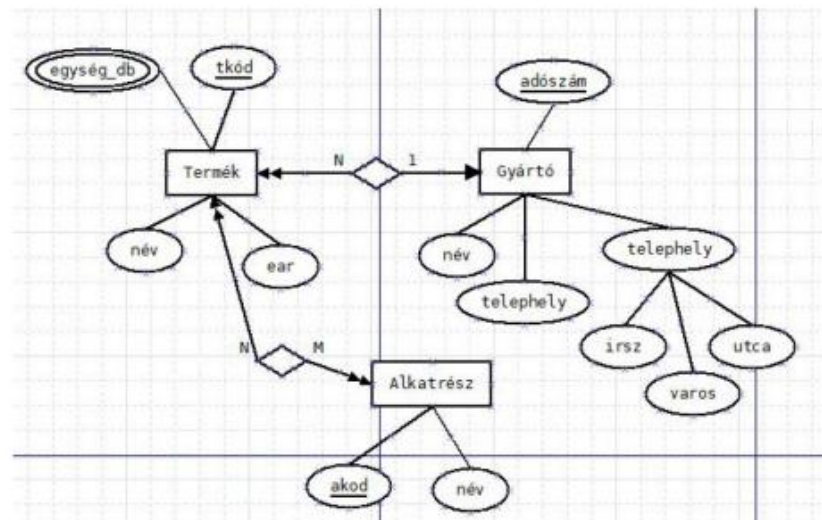 egység_db
tkód
adószám
N
1
Termék
Gyártó
név
ear
név
telephely
telephely
irsz
utca
varos
N
M
Alkatrész
akod
név